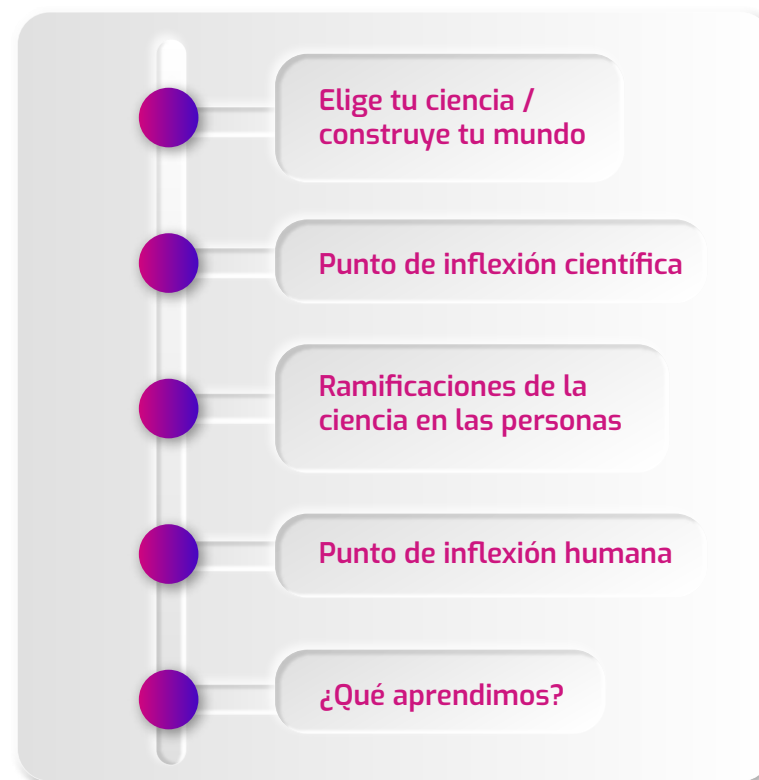 Elige tu ciencia /
construye tu mundo
Punto de inflexión científica
Ramificaciones de la
ciencia en las personas
Punto de inflexión humana
¿Qué aprendimos?